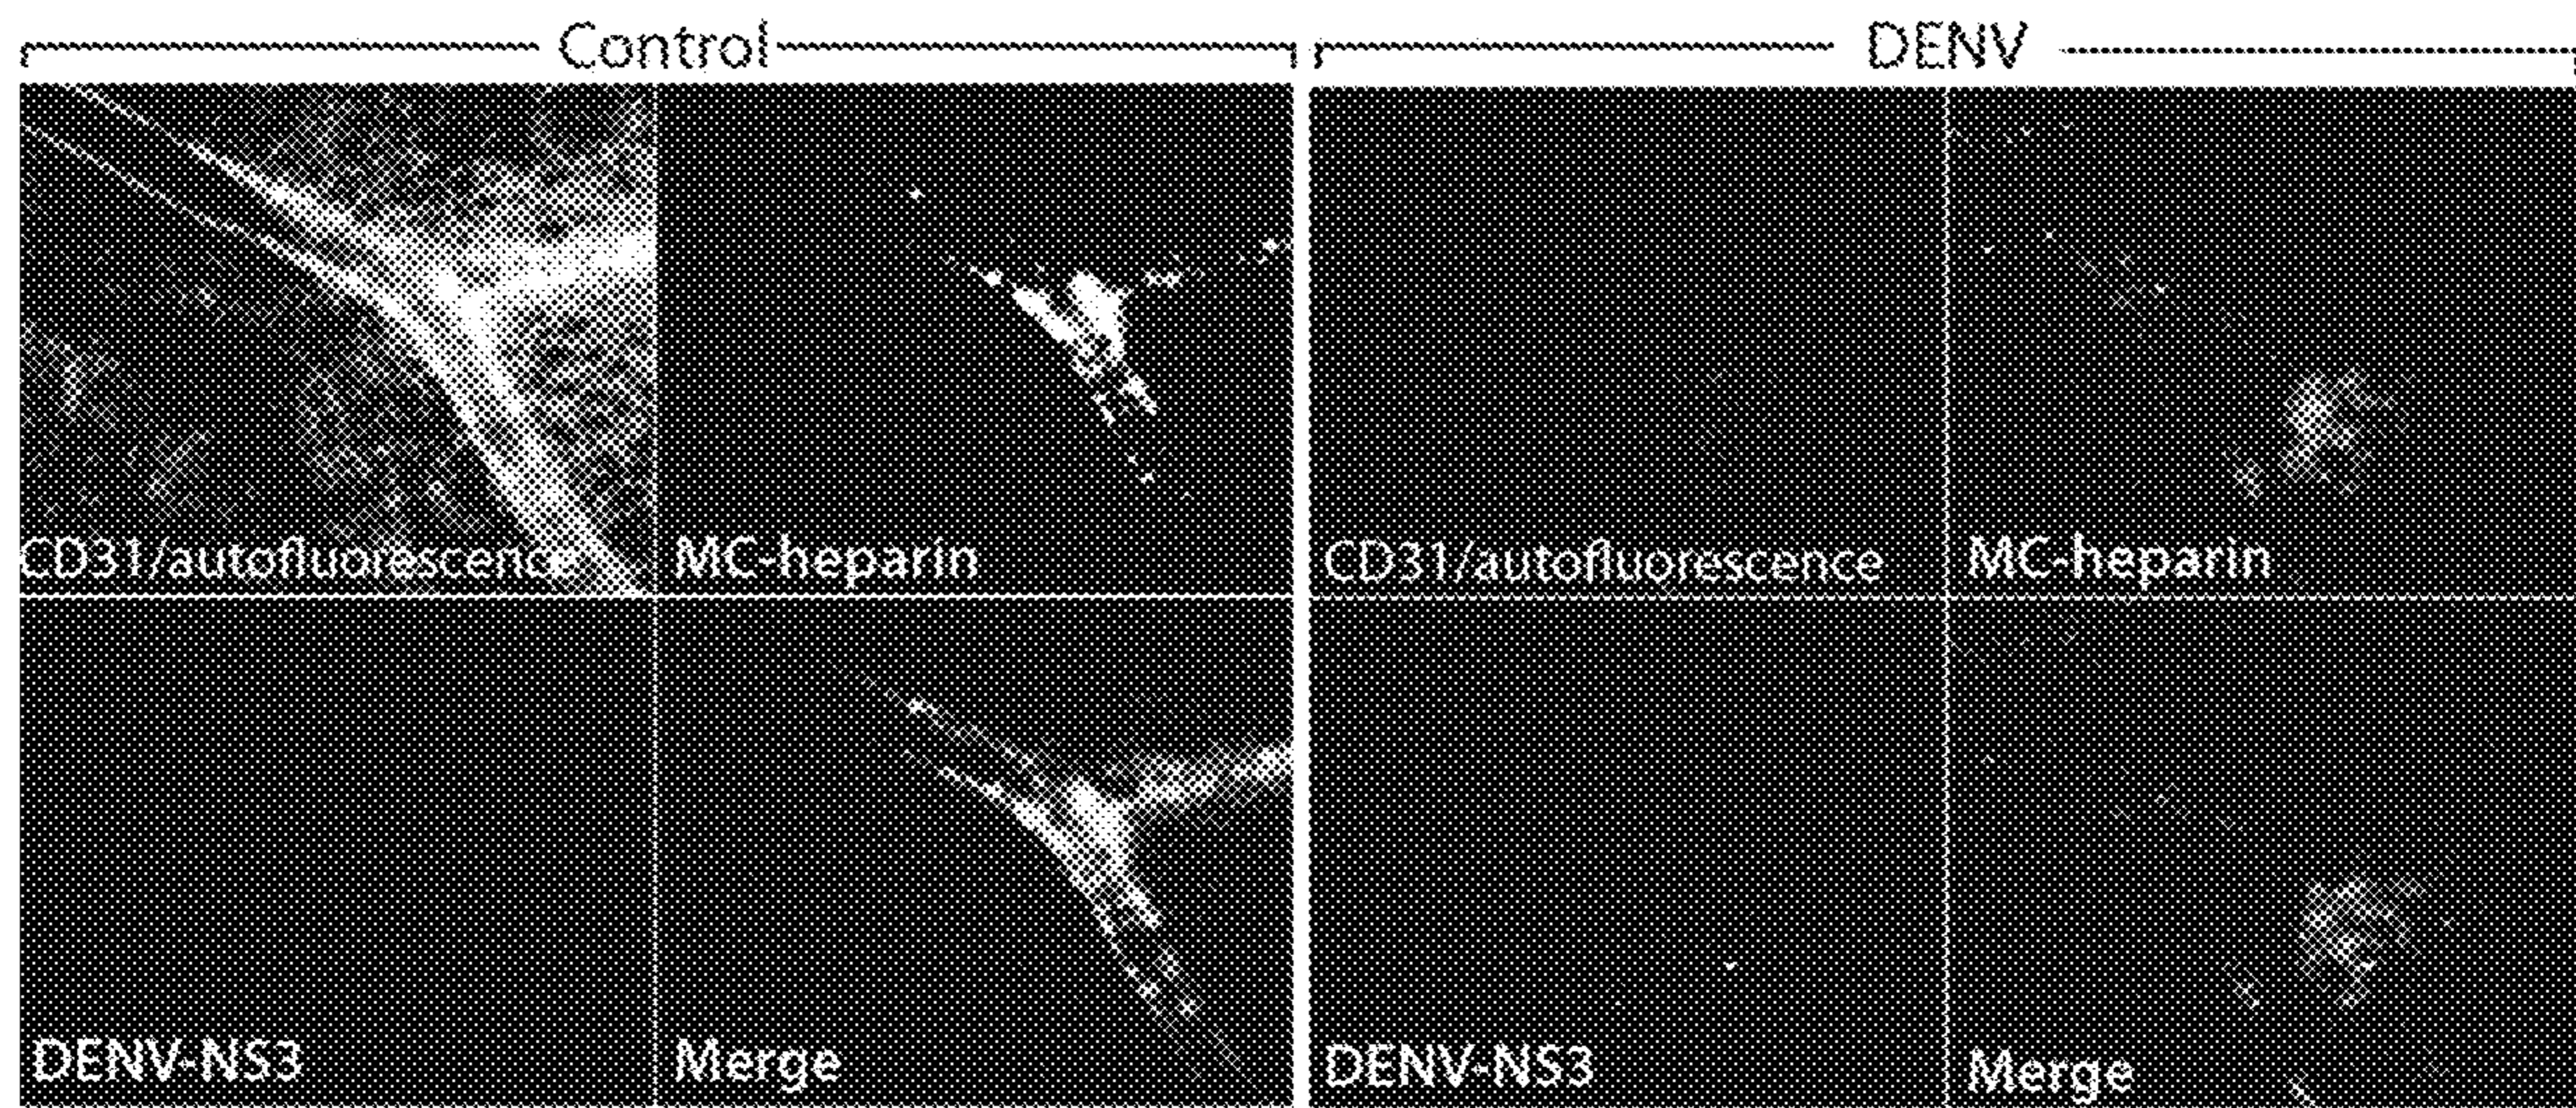 Control
DENV
CD31/autofluorescence
MC-heparin
CD31/autofluorescence
MC-heparin
DENV-NS3
Merge
DENV-NS3
Merge